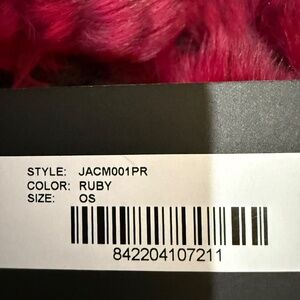 STYLE: JACM001PR
COLOR: RUBY
SIZE: OS
842204107211